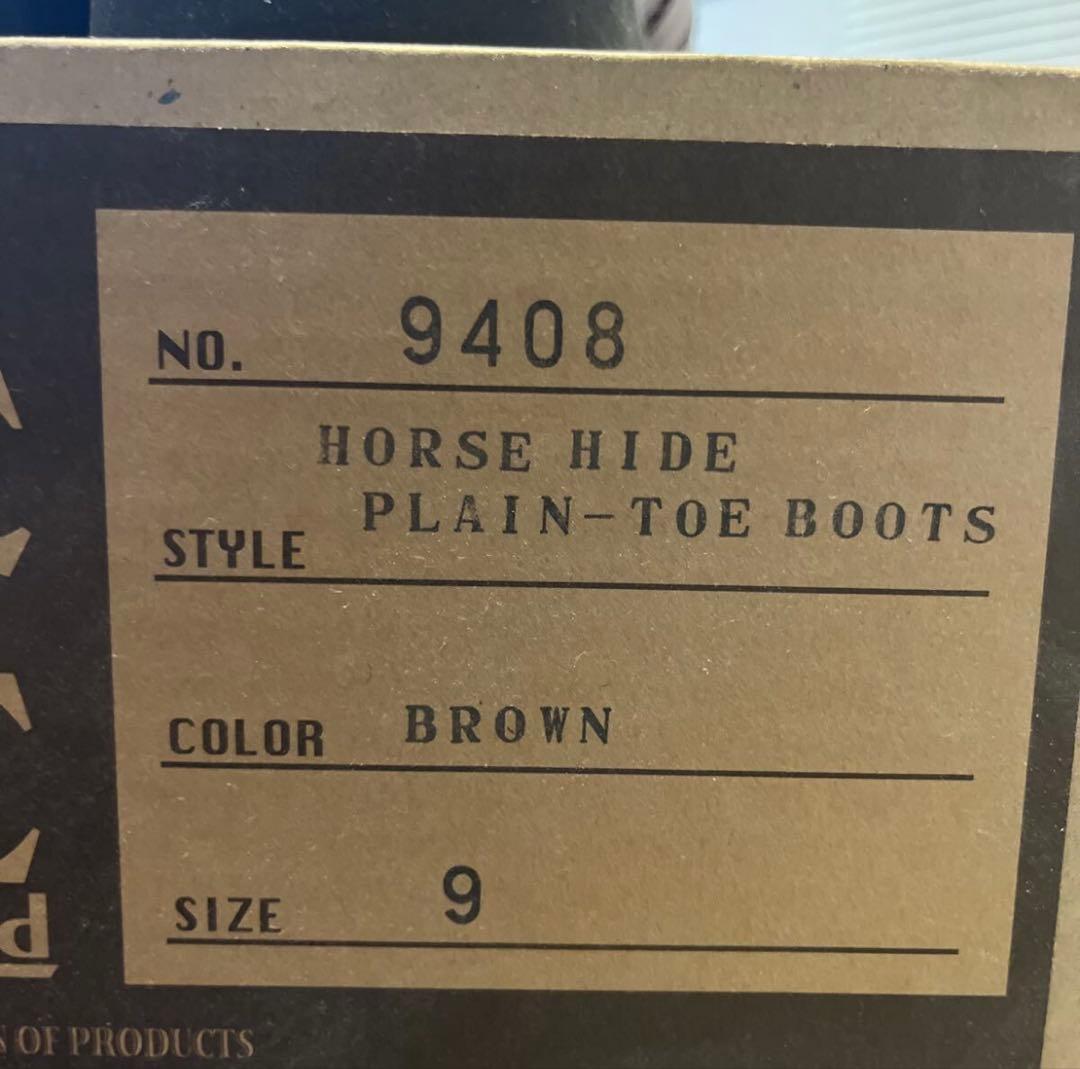 NO. 9408
HORSE HIDE
STYLE PLAIN-TOE BOOTS
COLOR BROWN
SIZE 9
OF PRODUCTS